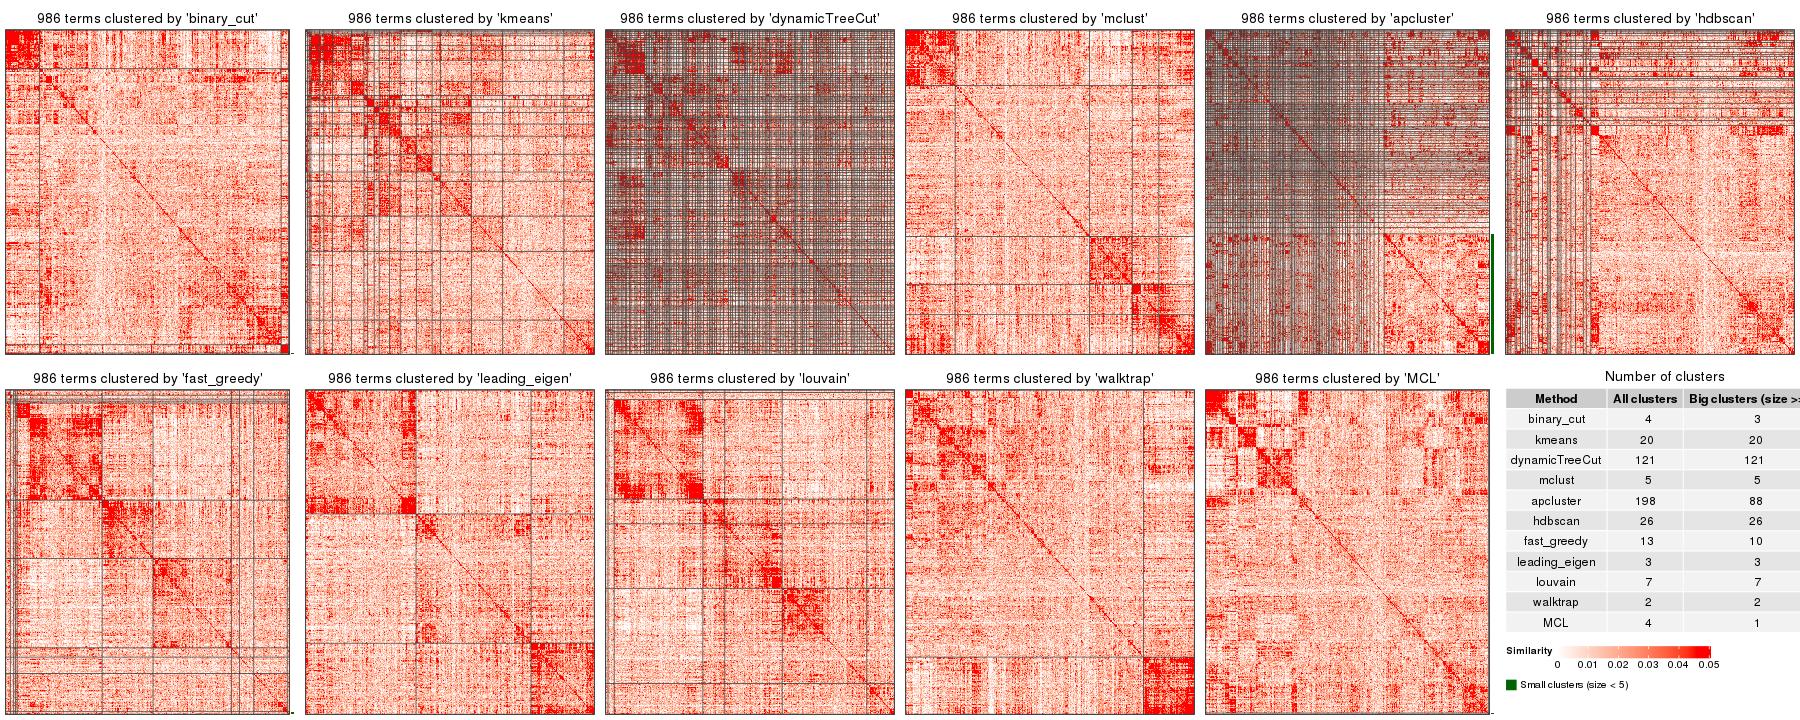 986 terms clustered by 'binary_cut'
986 terms clustered by 'kmeans'
986 terms clustered by 'dynamicTreeCut'
986 terms clustered by 'mclust'
986 terms clustered by 'apcluster'
986 terms clustered by 'hdbscan'
986 terms clustered by 'fast_greedy'
986 terms clustered by 'leading_eigen'
986 terms clustered by 'louvain'
986 terms clustered by 'walktrap'
986 terms clustered by 'MCL'
Number of clusters
Method All clusters Big clusters (size >=
binary_cut 4 3
kmeans 20 20
dynamicTreeCut 121 121
mclust 5 5
apcluster 198 88
hdbscan 26 26
fast_greedy 13 10
leading_eigen 3 3
louvain 7 7
walktrap 2 2
MCL 4 1
Similarity
0 0.01 0.02 0.03 0.04 0.05
Small clusters (size < 5)